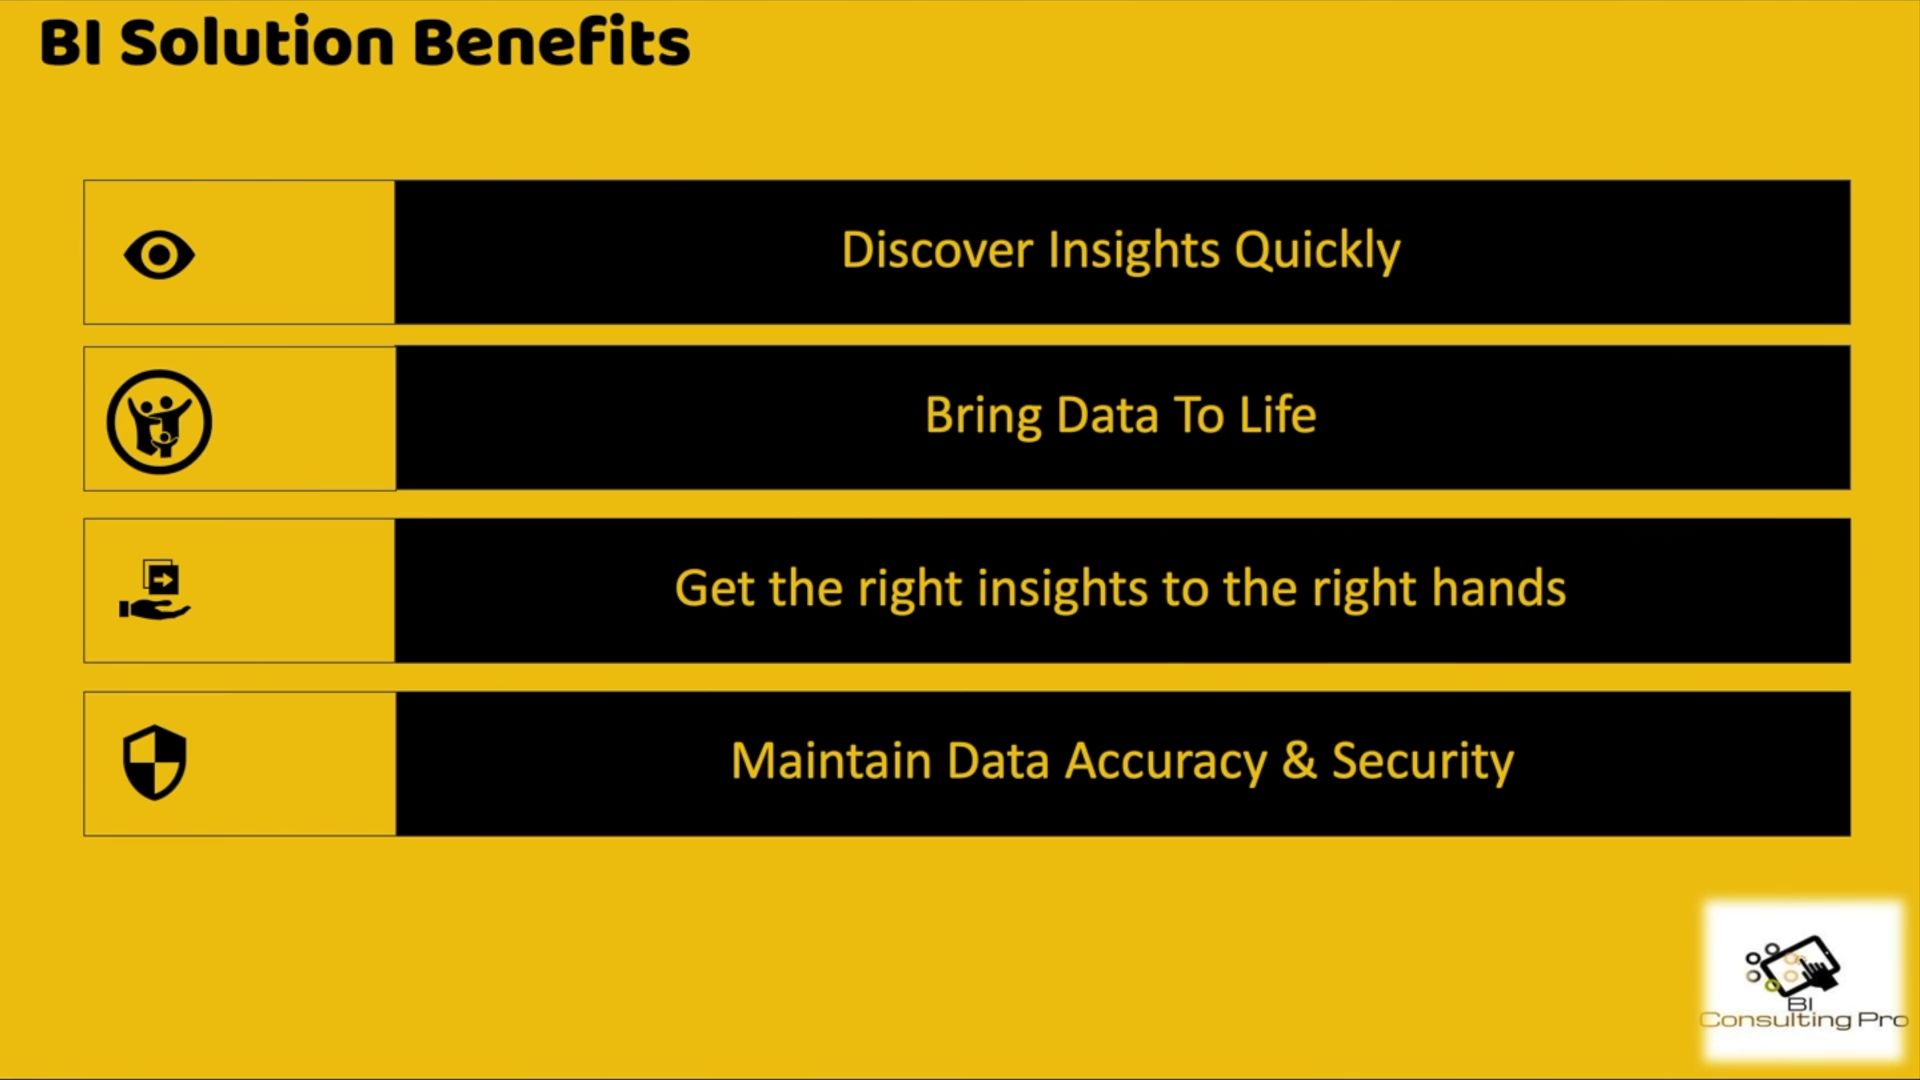 BI Solution Benefits
Discover Insights Quickly
Bring Data To Life
Get the right insights to the right hands
Maintain Data Accuracy & Security
BI
Consulting Pro